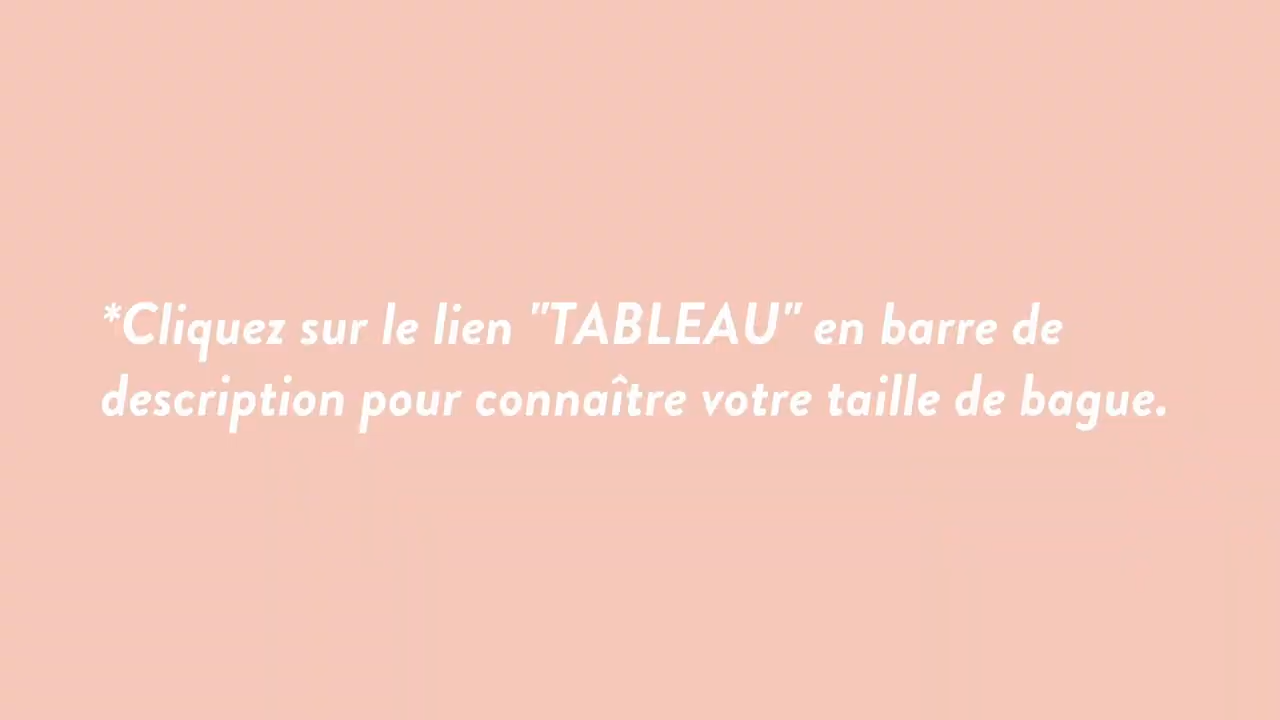 *Cliquez sur le lien "TABLEAU" en barre de
description pour connaître votre taille de bague.